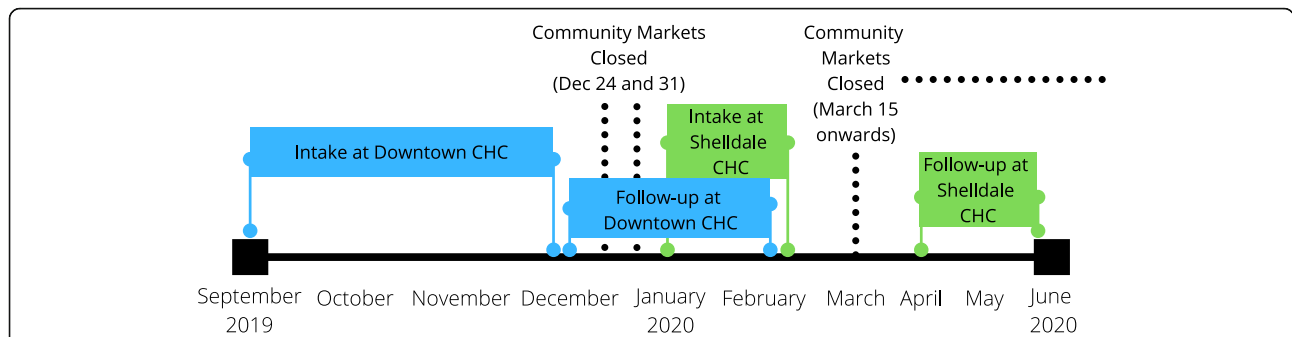 Community Markets
Closed
(Dec 24 and 31)
Community
Markets
Closed
(March 15
onwards)
Intake at Downtown CHC
Intake at
Shelldale
CHC
Follow-up at
Downtown CHC
Follow-up at
Shelldale
CHC
September
2019
October
November
December
January
2020
February
March
April
May
June
2020